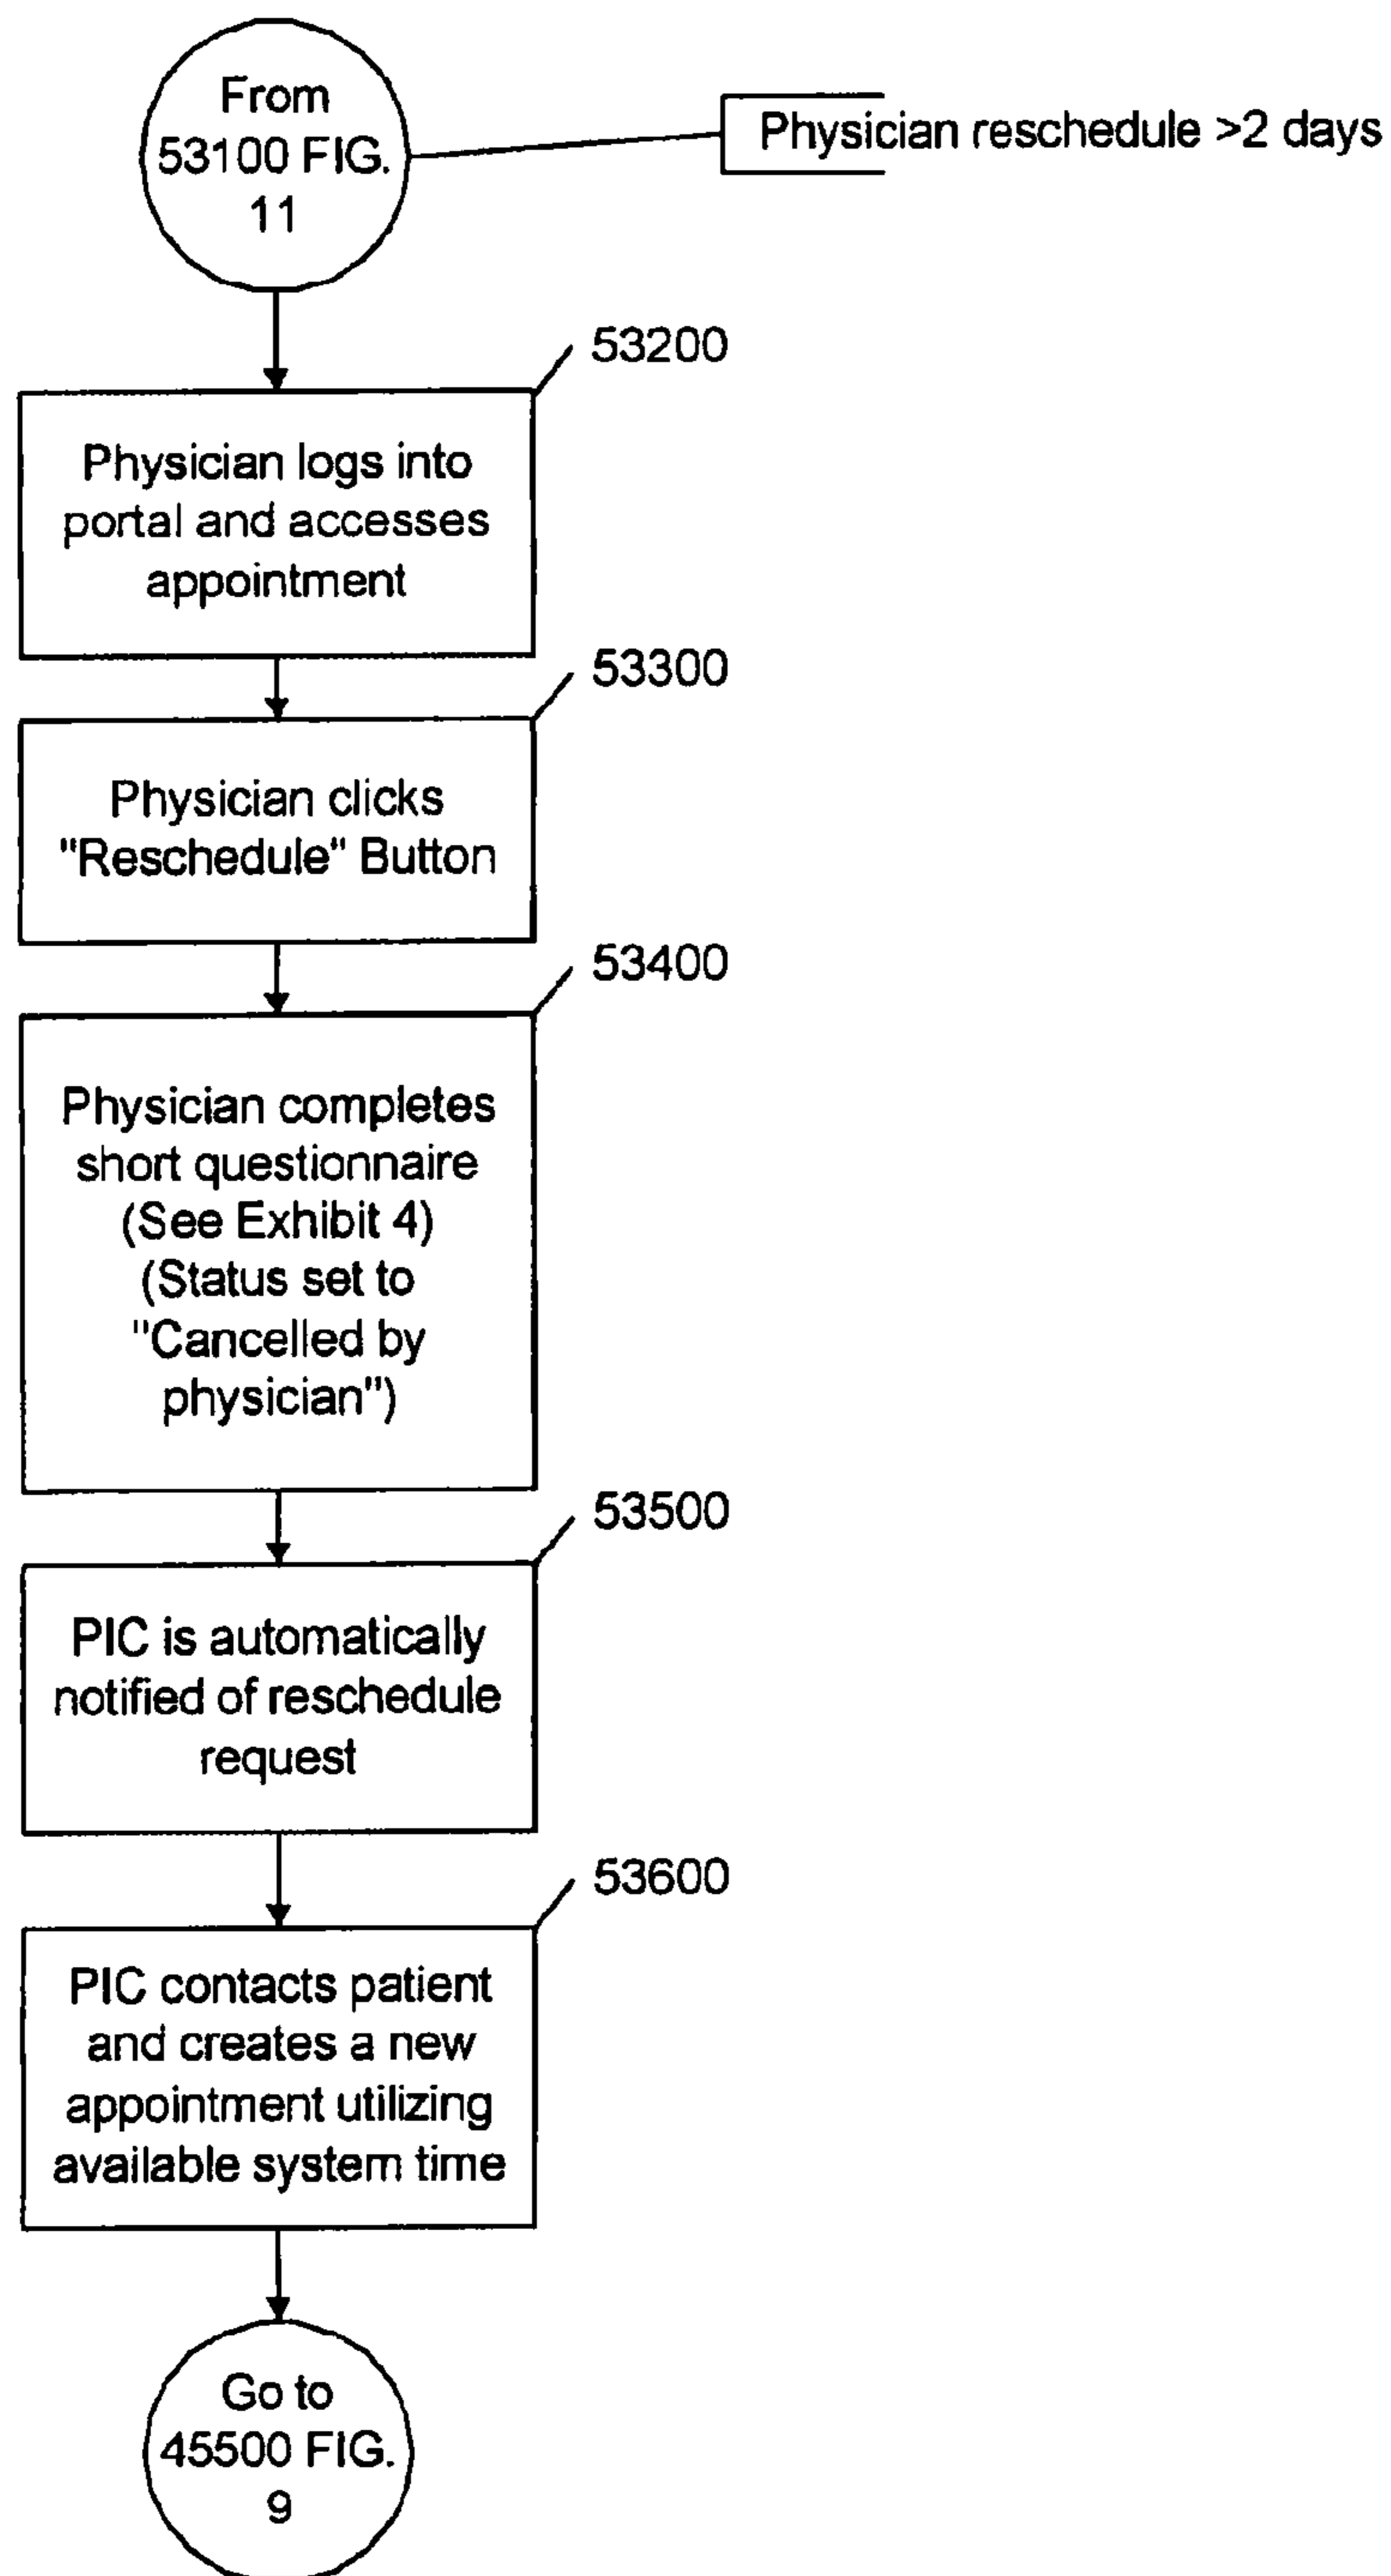 From
53100 FIG.
11
Physician reschedule >2 days
53200
Physician logs into
portal and accesses
appointment
53300
Physician clicks
"Reschedule" Button
53400
Physician completes
short questionnaire
(See Exhibit 4)
(Status set to
"Cancelled by
physician")
53500
PIC is automatically
notified of reschedule
request
53600
PIC contacts patient
and creates a new
appointment utilizing
available system time
Go to
45500 FIG.
9